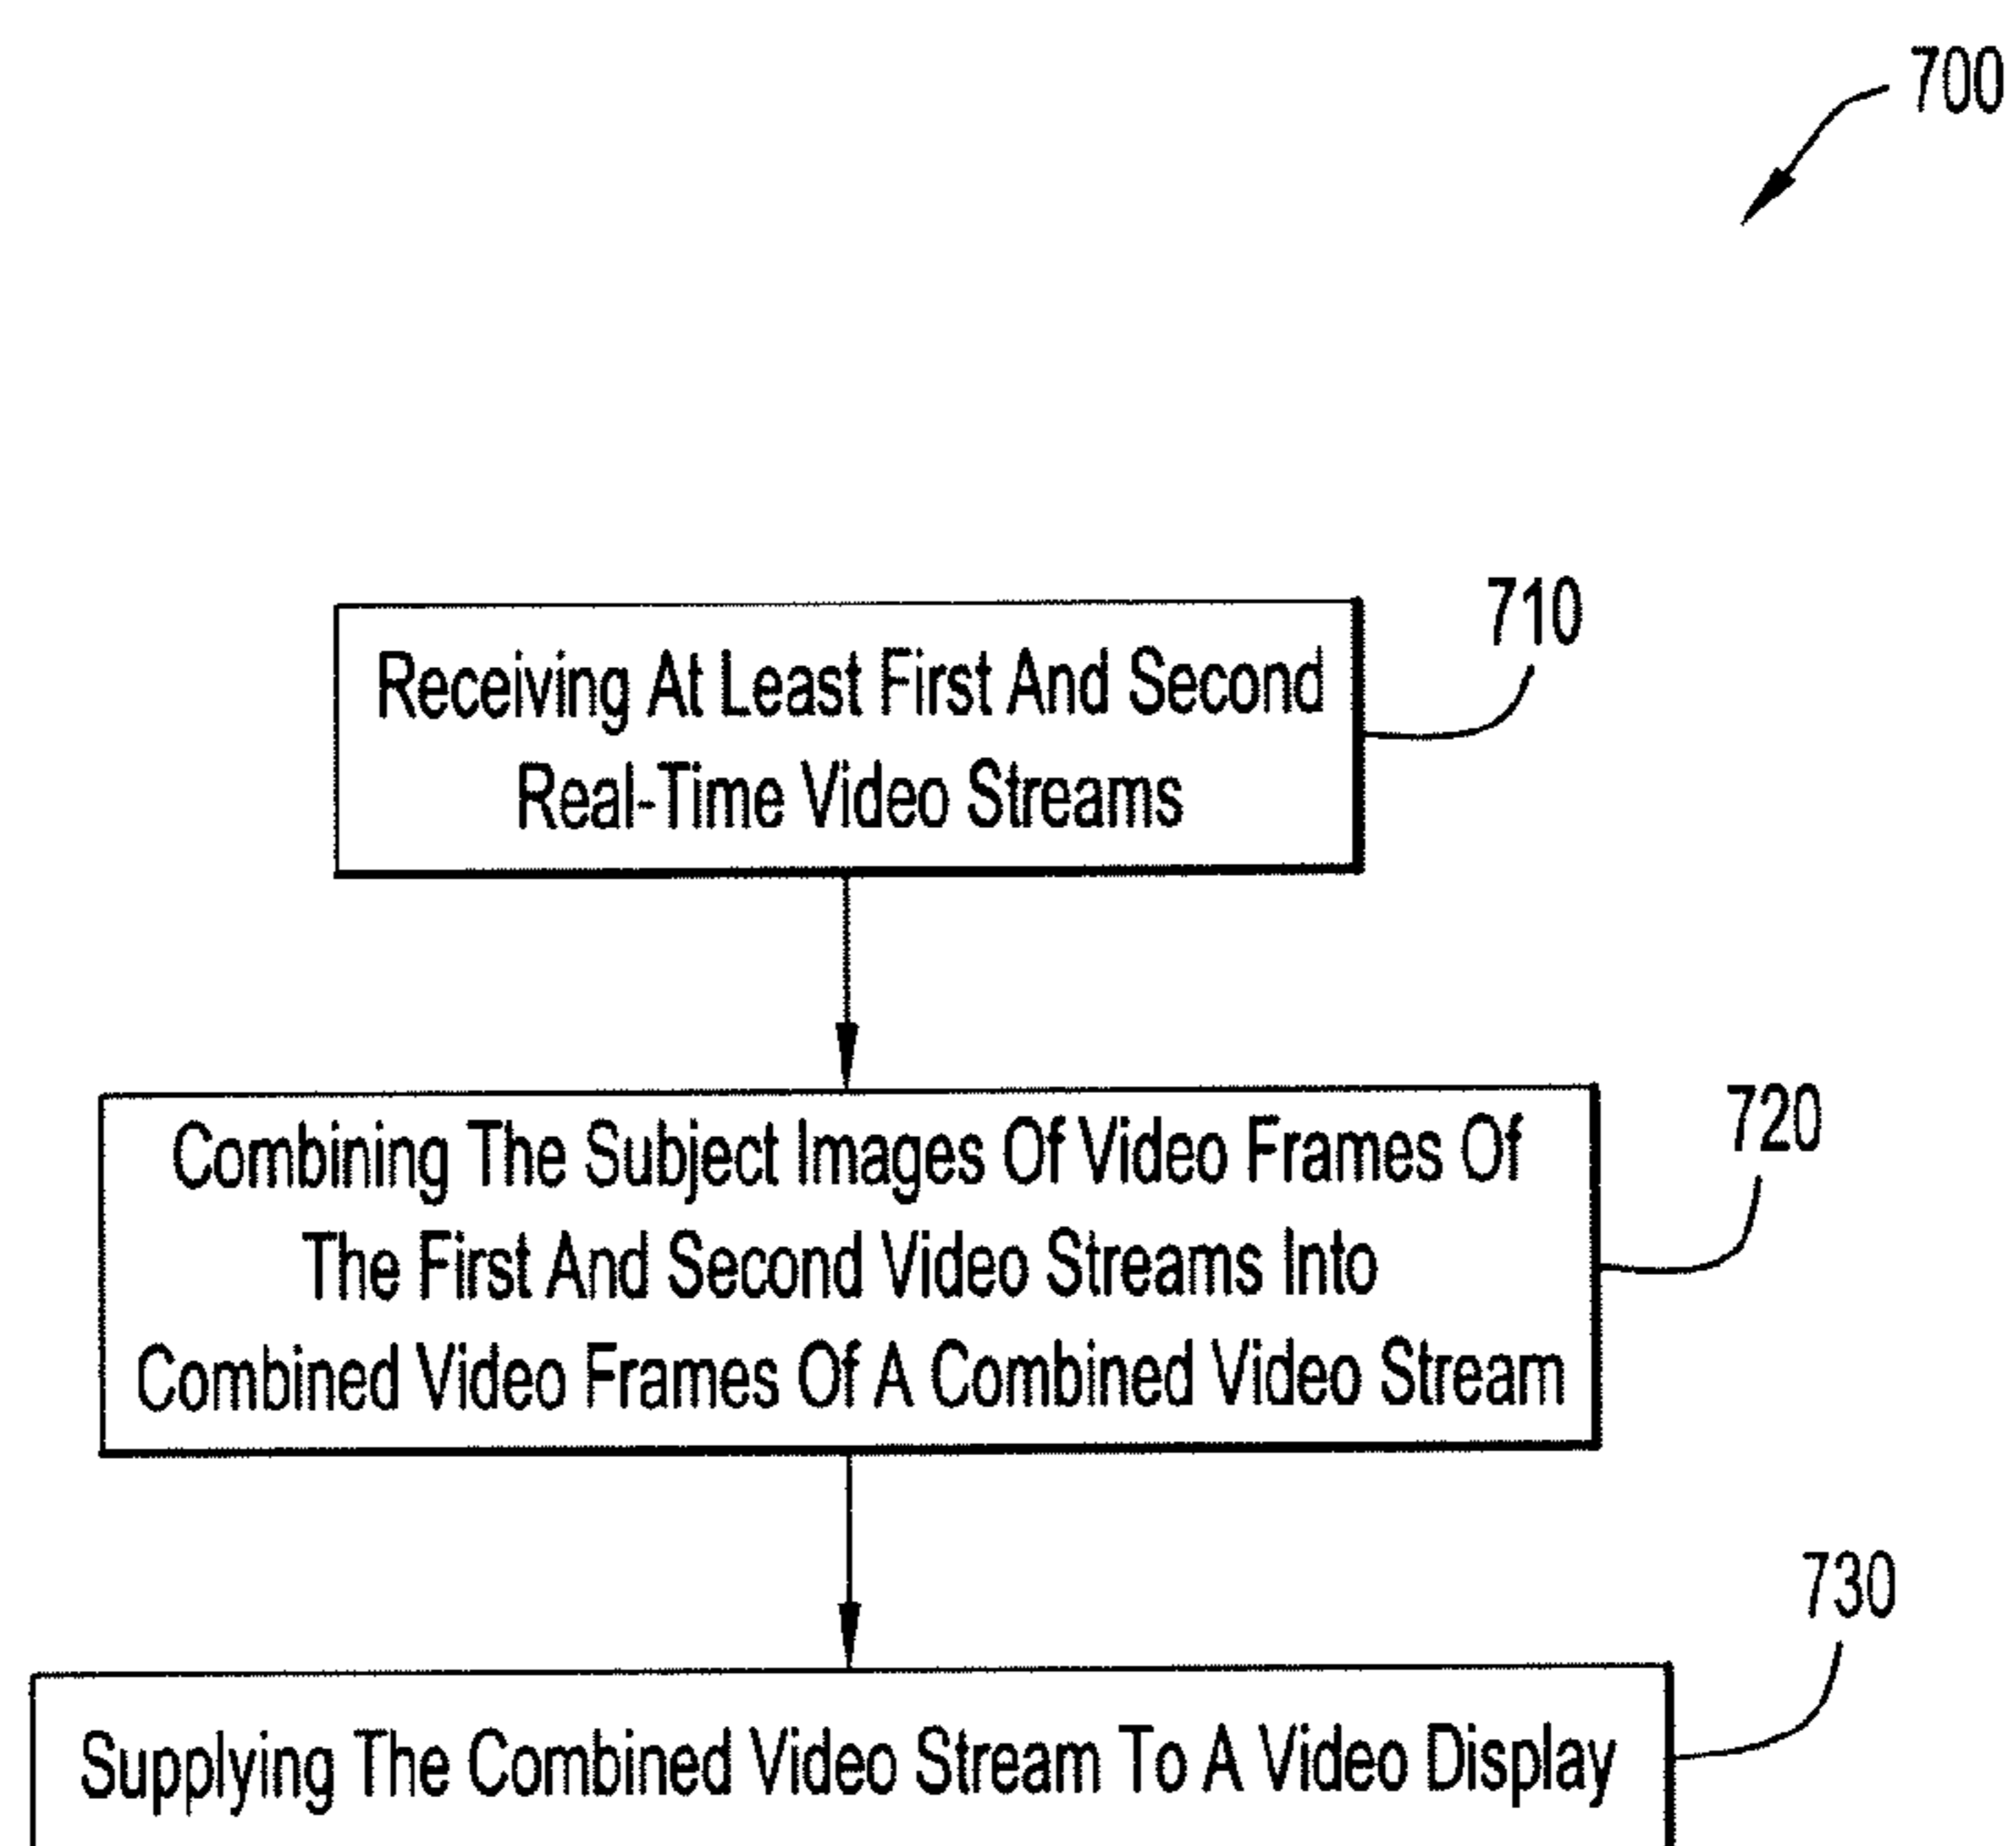 700
710
Receiving At Least First And Second
Real-Time Video Streams
720
Combining The Subject Images Of Video Frames Of
The First And Second Video Streams Into
Combined Video Frames Of A Combined Video Stream
730
Supplying The Combined Video Stream To A Video Display